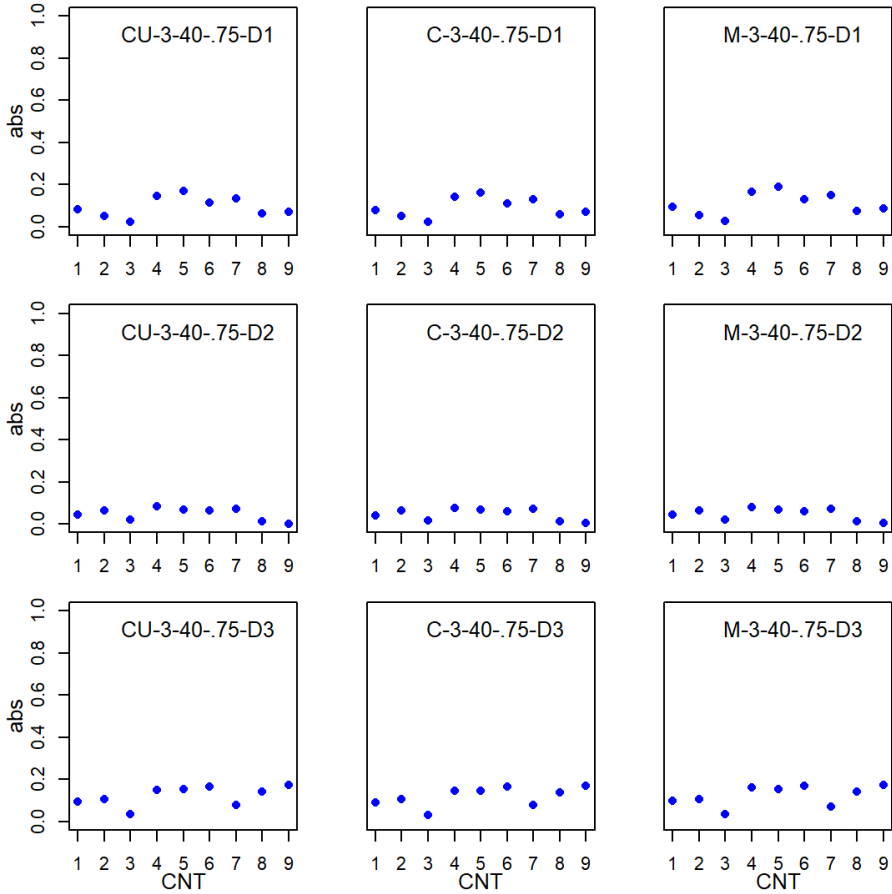 CU-3-40-.75-D1
C-3-40-.75-D1
M-3-40-.75-D1
abs
0.0 0.2 0.4 0.6 0.8 1.0
1 2 3 4 5 6 7 8 9
1 2 3 4 5 6 7 8 9
1 2 3 4 5 6 7 8 9
CU-3-40-.75-D2
C-3-40-.75-D2
M-3-40-.75-D2
abs
0.0 0.2 0.4 0.6 0.8 1.0
1 2 3 4 5 6 7 8 9
1 2 3 4 5 6 7 8 9
1 2 3 4 5 6 7 8 9
CU-3-40-.75-D3
C-3-40-.75-D3
M-3-40-.75-D3
abs
0.0 0.2 0.4 0.6 0.8 1.0
1 2 3 4 5 6 7 8 9
1 2 3 4 5 6 7 8 9
1 2 3 4 5 6 7 8 9
CNT
CNT
CNT